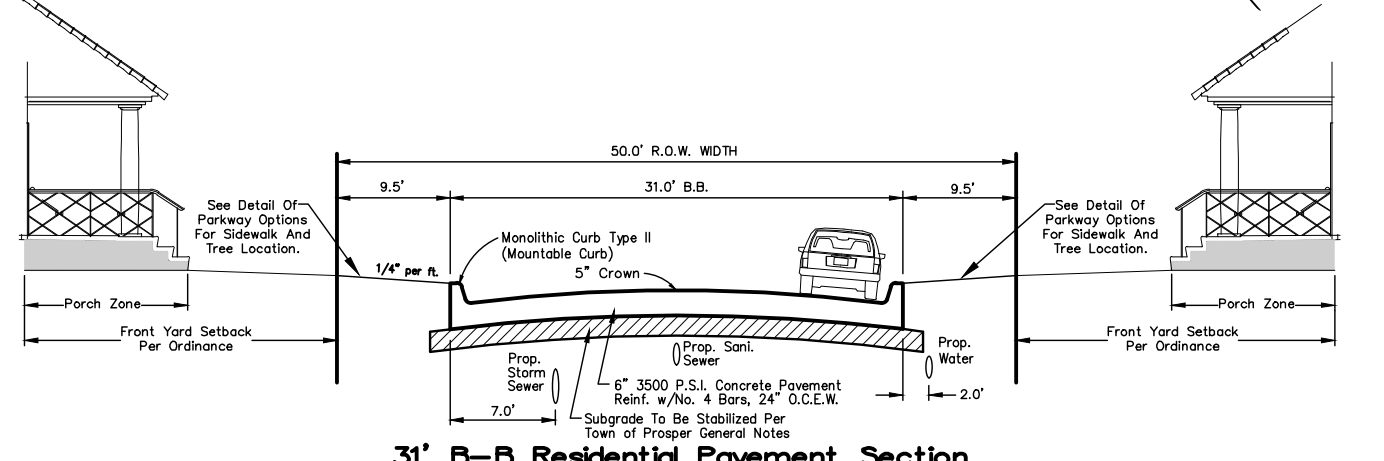 50.0' R.O.W. WIDTH
9.5'
31.0' B.B.
9.5'
See Detail Of
Parkway Options
For Sidewalk And
Tree Location.
See Detail Of
Parkway Options
For Sidewalk And
Tree Location.
Monolithic Curb Type II
(Mountable Curb)
1/4" per ft.
5" Crown
Porch Zone
Porch Zone
Front Yard Setback
Per Ordinance
Front Yard Setback
Per Ordinance
Prop.
Storm
Sewer
Prop. Sani.
Sewer
Prop.
Water
6" 3500 P.S.I. Concrete Pavement
Reinf. w/No. 4 Bars, 24" O.C.E.W.
2.0'
7.0'
Subgrade To Be Stabilized Per
Town of Prosper General Notes
31' B-B Residential Pavement Section